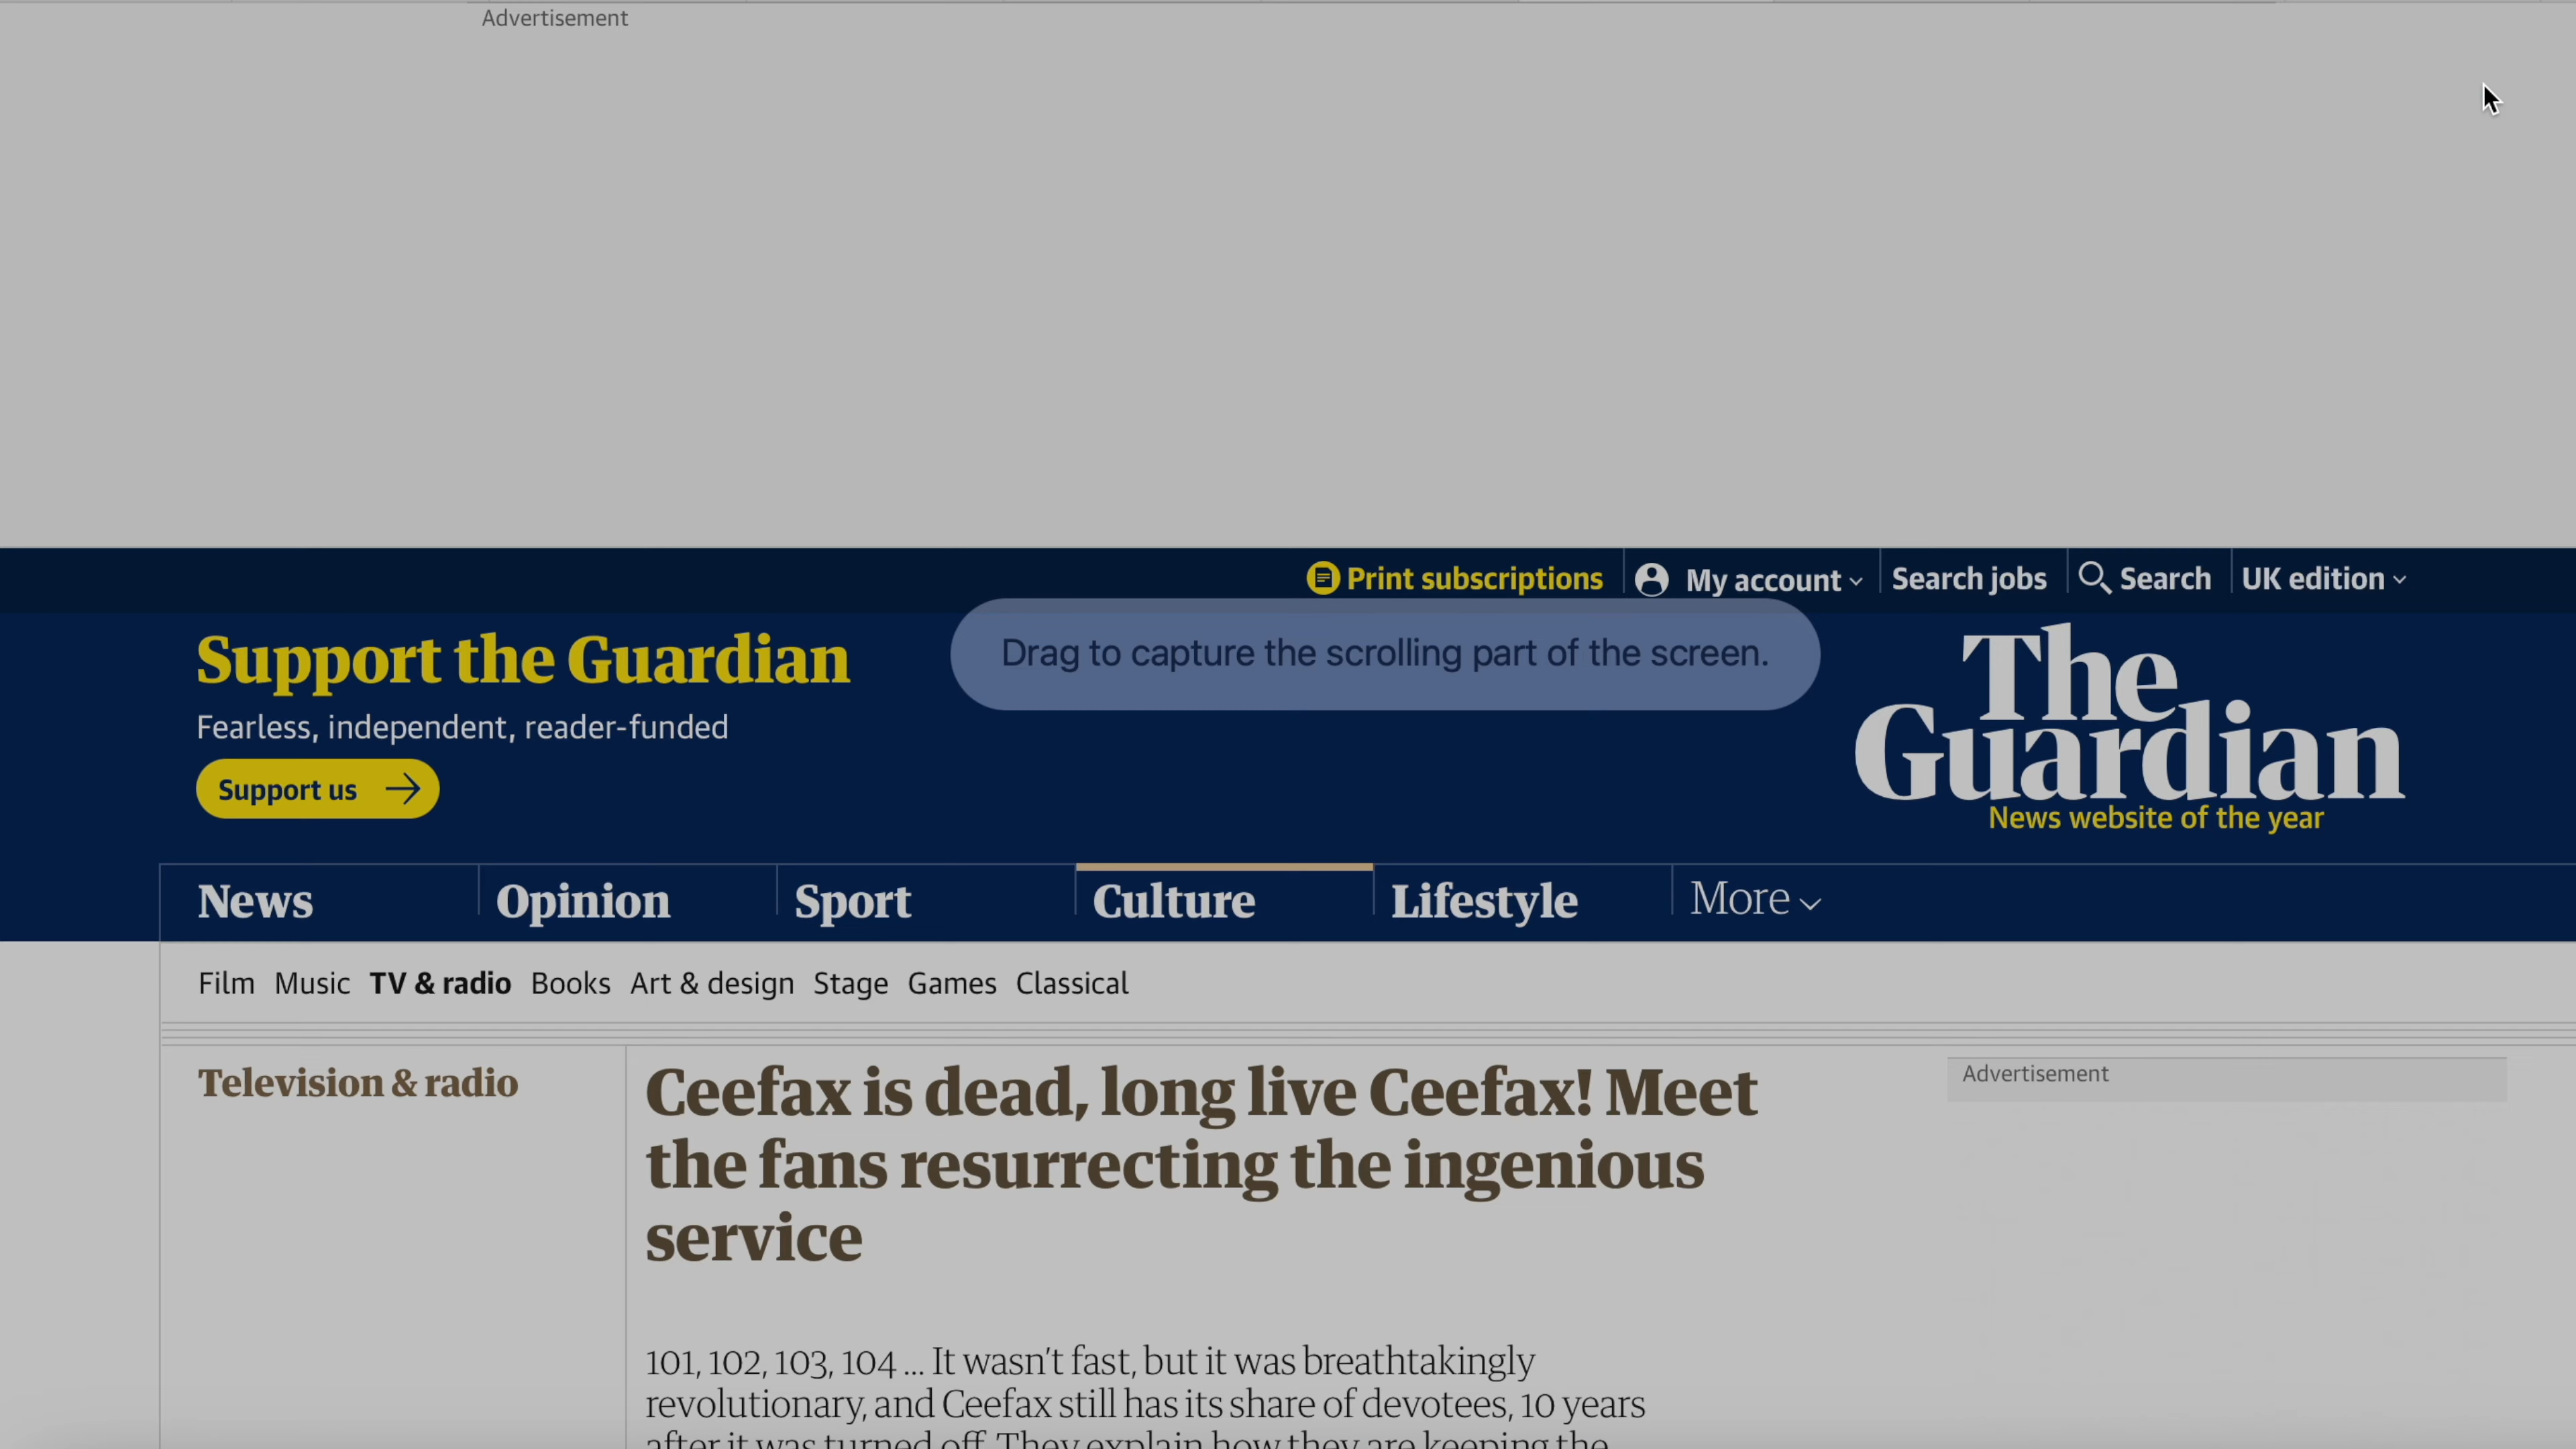 Advertisement
Print subscriptions
My account
Search jobs
Search
UK edition
Support the Guardian
Fearless, independent, reader-funded
Support us
Drag to capture the scrolling part of the screen.
The
Guardian
News website of the year
News
Opinion
Sport
Culture
Lifestyle
More
Film Music TV & radio Books Art & design Stage Games Classical
Television & radio
Ceefax is dead, long live Ceefax! Meet
the fans resurrecting the ingenious
service
Advertisement
101, 102, 103, 104 ... It wasn't fast, but it was breathtakingly
revolutionary, and Ceefax still has its share of devotees, 10 years
after it was turned off. They explain how they are keeping the